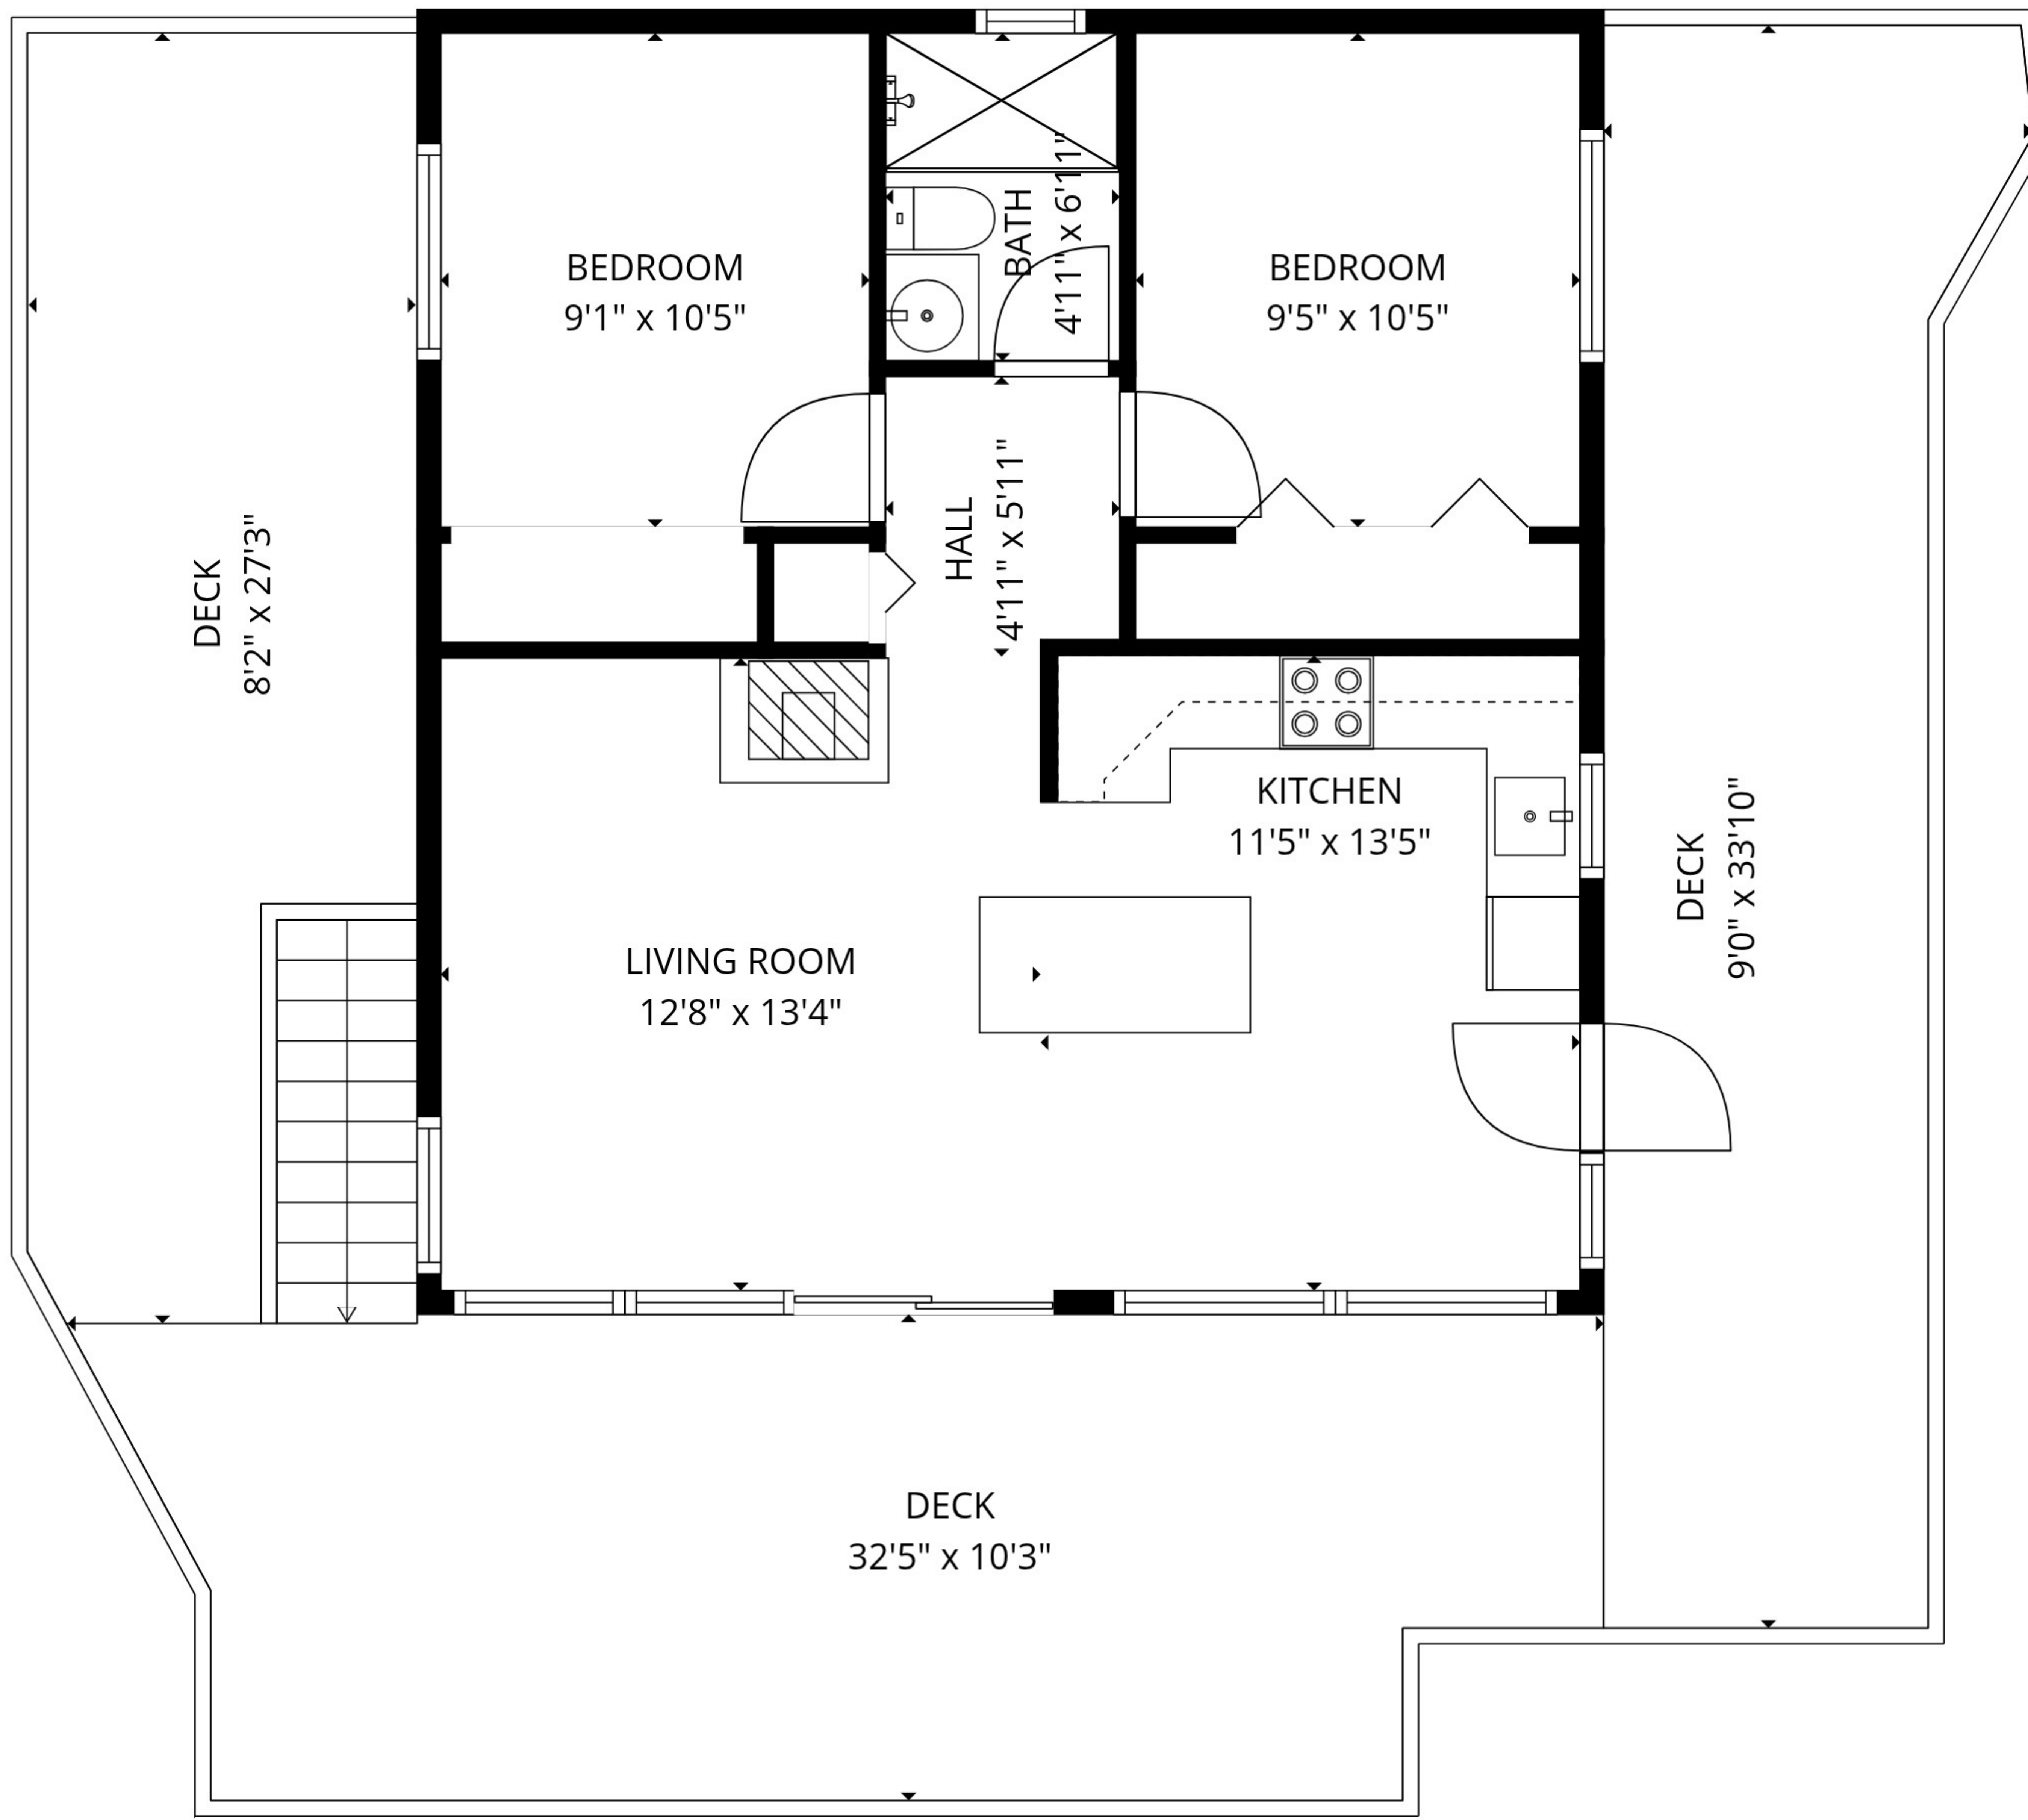 BEDROOM
9'1" x 10'5"
BATH
4'11" x 6'11"
BEDROOM
9'5" x 10'5"
DECK
8'2" x 27'3"
HALL
4'11" x 5'11"
KITCHEN
11'5" x 13'5"
LIVING ROOM
12'8" x 13'4"
DECK
9'0" x 33'10"
DECK
32'5" x 10'3"